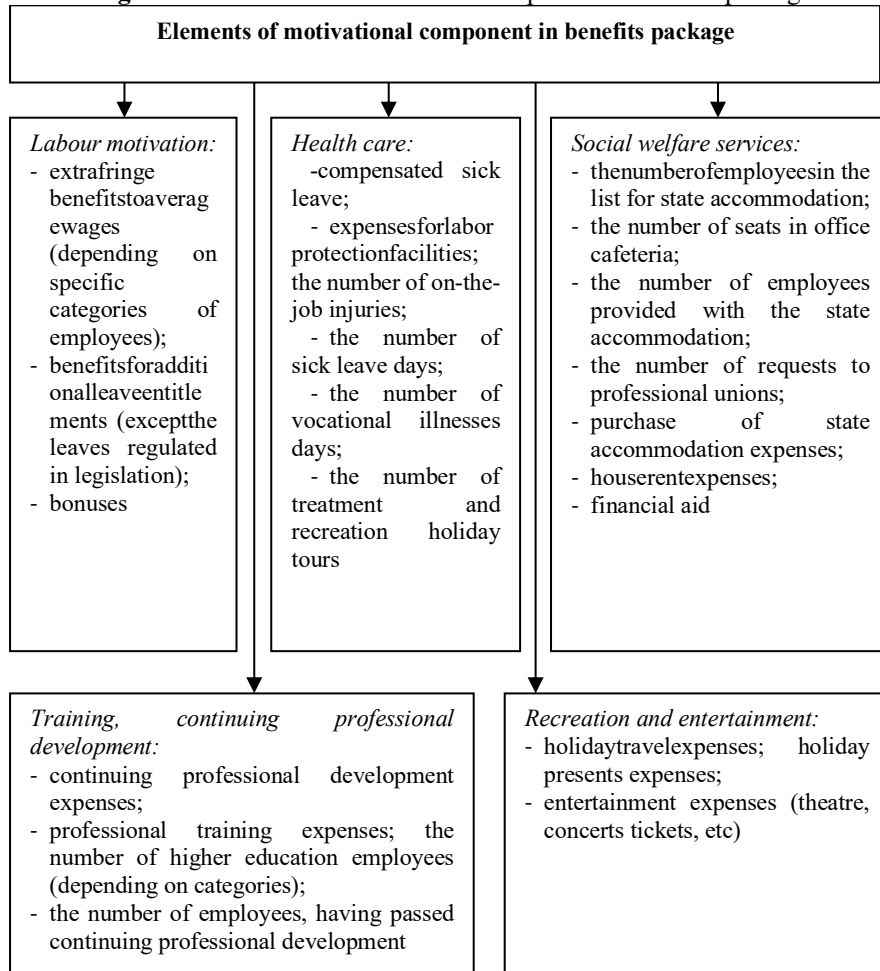 Elements of motivational component in benefits package
Labour motivation:
- extrafringe
benefitstoaverag
ewages
(depending on
specific
categories of
employees);
- benefitsforadditi
onalleaveentitle
ments (exceptthe
leaves regulated
in legislation);
- bonuses
Health care:
-compensated sick
leave;
- expensesforlabor
protectionfacilities;
the number of on-the-
job injuries;
- the number of
sick leave days;
- the number of
vocational illnesses
days;
- the number of
treatment and
recreation holiday
tours
Social welfare services:
- thenumberofemployeesin the
list for state accommodation;
- the number of seats in office
cafeteria;
- the number of employees
provided with the state
accommodation;
- the number of requests to
professional unions;
- purchase of state
accommodation expenses;
- houserentexpenses;
- financial aid
Training, continuing professional
development:
- continuing professional development
expenses;
- professional training expenses; the
number of higher education employees
(depending on categories);
- the number of employees, having passed
continuing professional development
Recreation and entertainment:
- holidaytravelexpenses; holiday
presents expenses;
- entertainment expenses (theatre,
concerts tickets, etc)